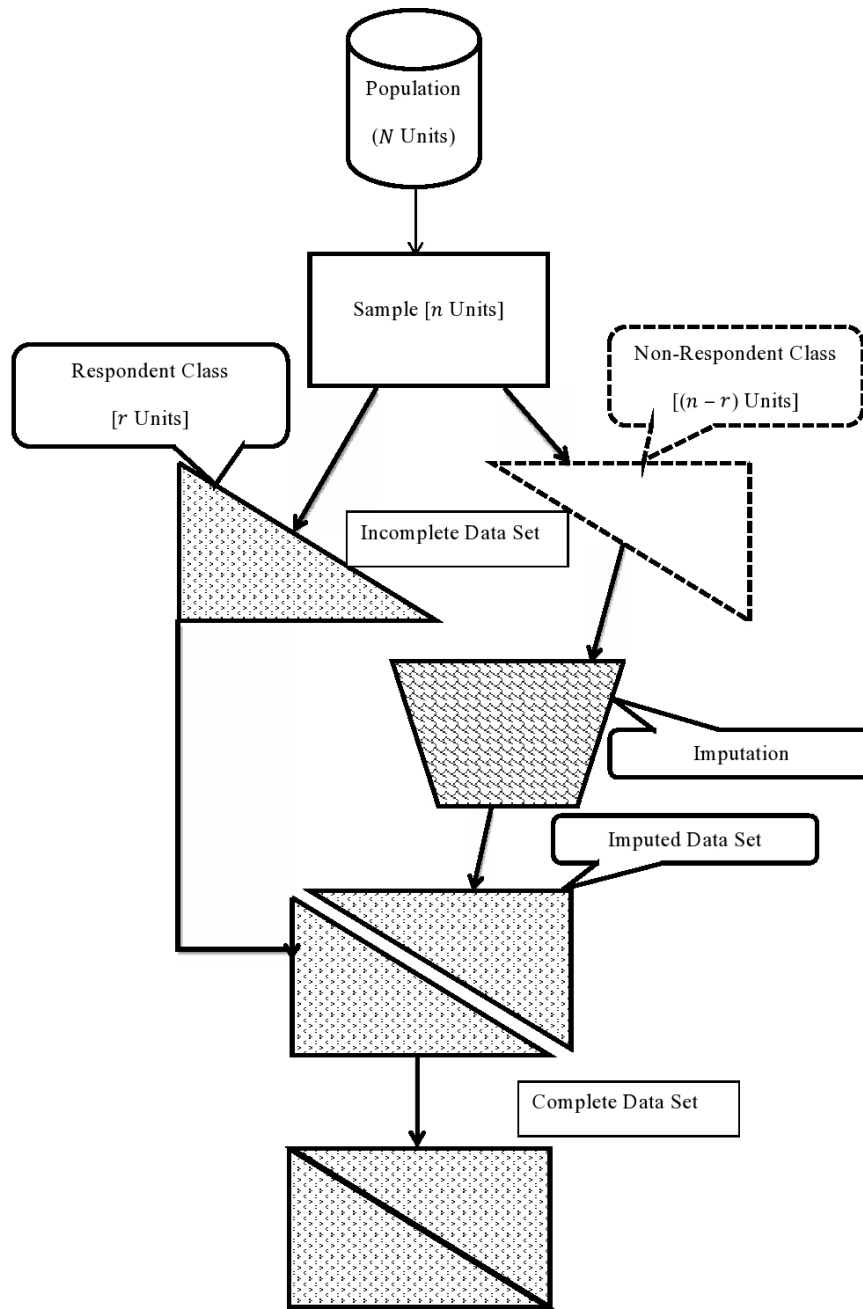 Population
(N Units)
Sample [n Units]
Respondent Class
[r Units]
Non-Respondent Class
[(n − r) Units]
Incomplete Data Set
Imputation
Imputed Data Set
Complete Data Set